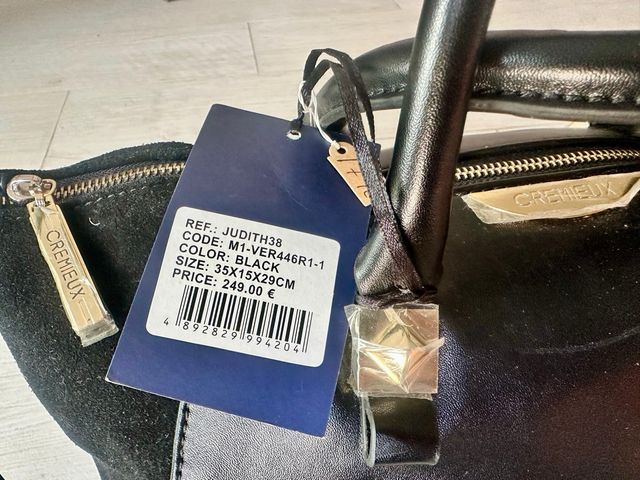 REF.: JUDITH38
CODE: M1-VER446R1-1
COLOR: BLACK
SIZE: 35X15X29CM
PRICE: 249.00 €
4 892829 994204
CREMIEUX
CREMIEUX